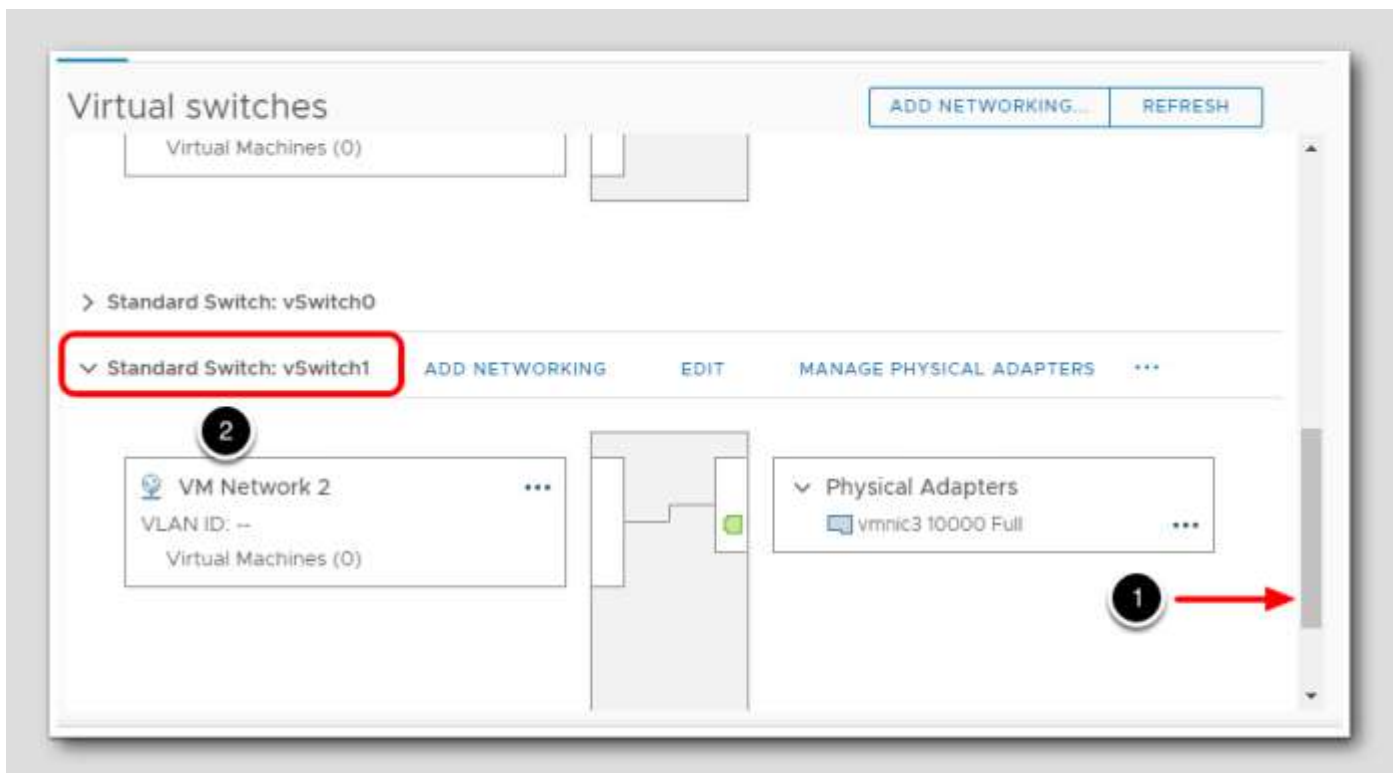 Virtual switches
ADD NETWORKING... REFRESH
Virtual Machines (0)
Standard Switch: vSwitch0
Standard Switch: vSwitch1 ADD NETWORKING EDIT MANAGE PHYSICAL ADAPTERS ...
2
VM Network 2 ...
VLAN ID: --
Virtual Machines (0)
Physical Adapters
vmnic3 10000 Full ...
1